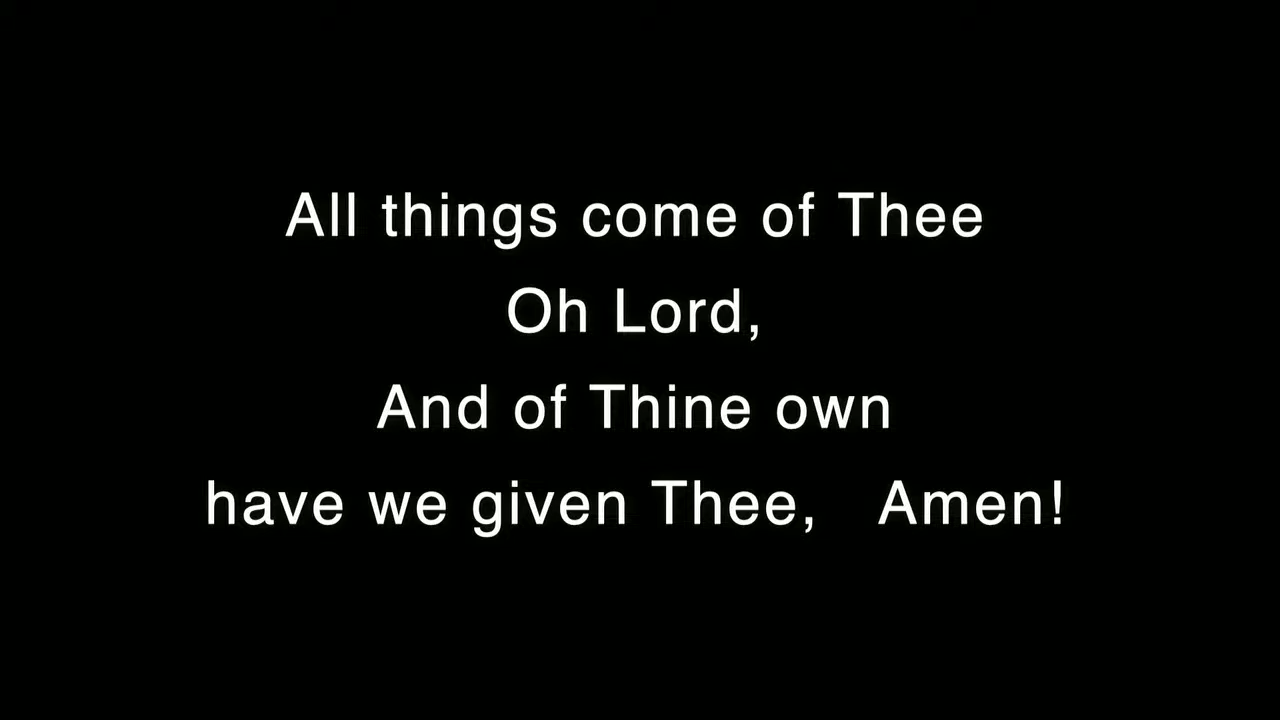 All things come of Thee
Oh Lord,
And of Thine own
have we given Thee, Amen!